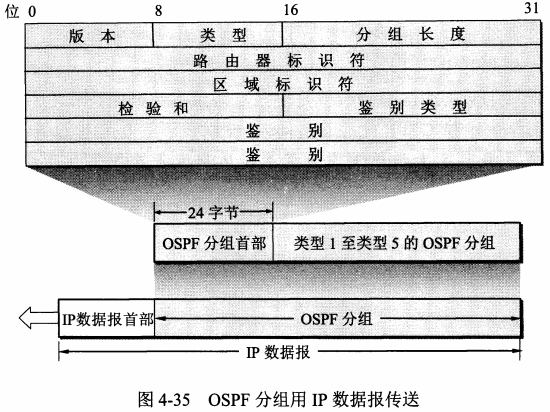 位 0 8 16 31
版本 类型 分组长度
路由器标识符
区域标识符
检验和 鉴别类型
鉴别
鉴别
24 字节
OSPF 分组首部 类型 1 至类型 5 的 OSPF 分组
IP数据报首部 OSPF 分组
IP 数据报
图 4-35 OSPF 分组用 IP 数据报传送